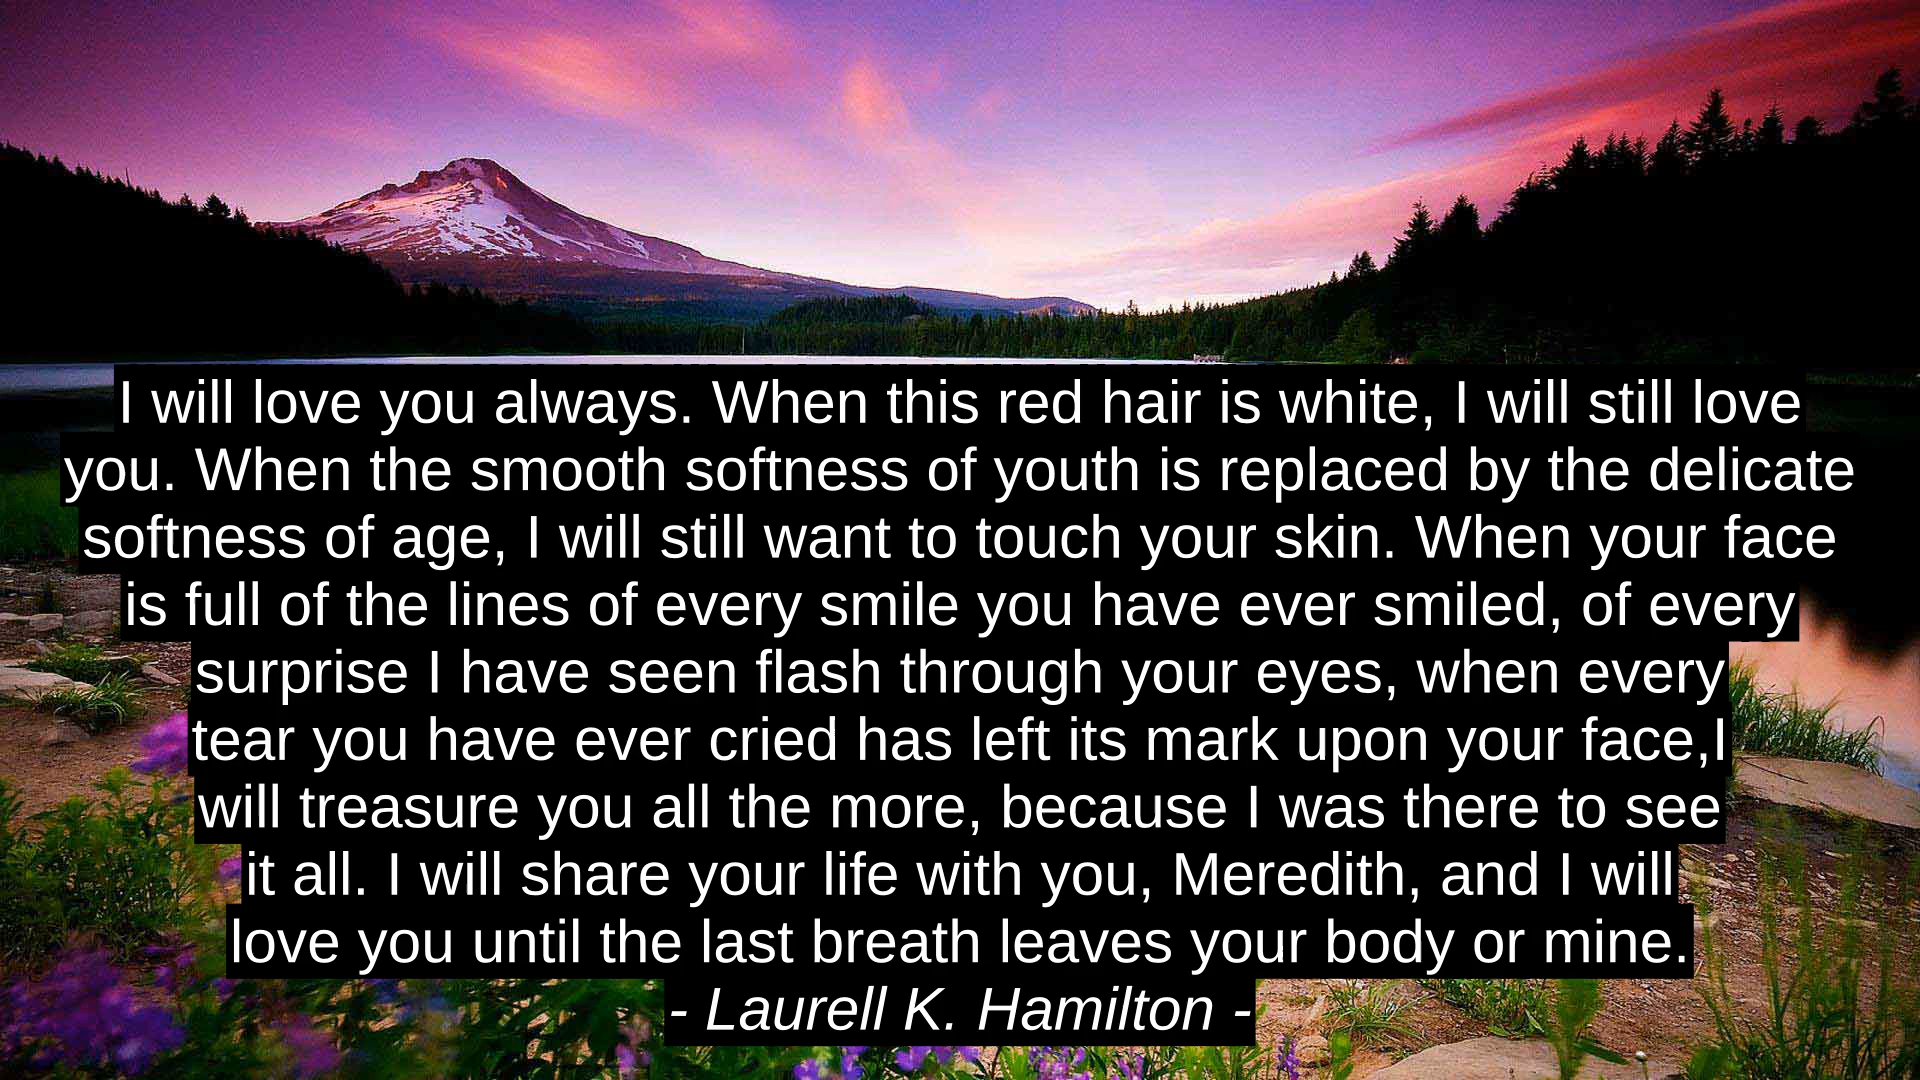 I will love you always. When this red hair is white, I will still love
you. When the smooth softness of youth is replaced by the delicate
softness of age, I will still want to touch your skin. When your face
is full of the lines of every smile you have ever smiled, of every
surprise I have seen flash through your eyes, when every
tear you have ever cried has left its mark upon your face,I
will treasure you all the more, because I was there to see
it all. I will share your life with you, Meredith, and I will
love you until the last breath leaves your body or mine.
- Laurell K. Hamilton -